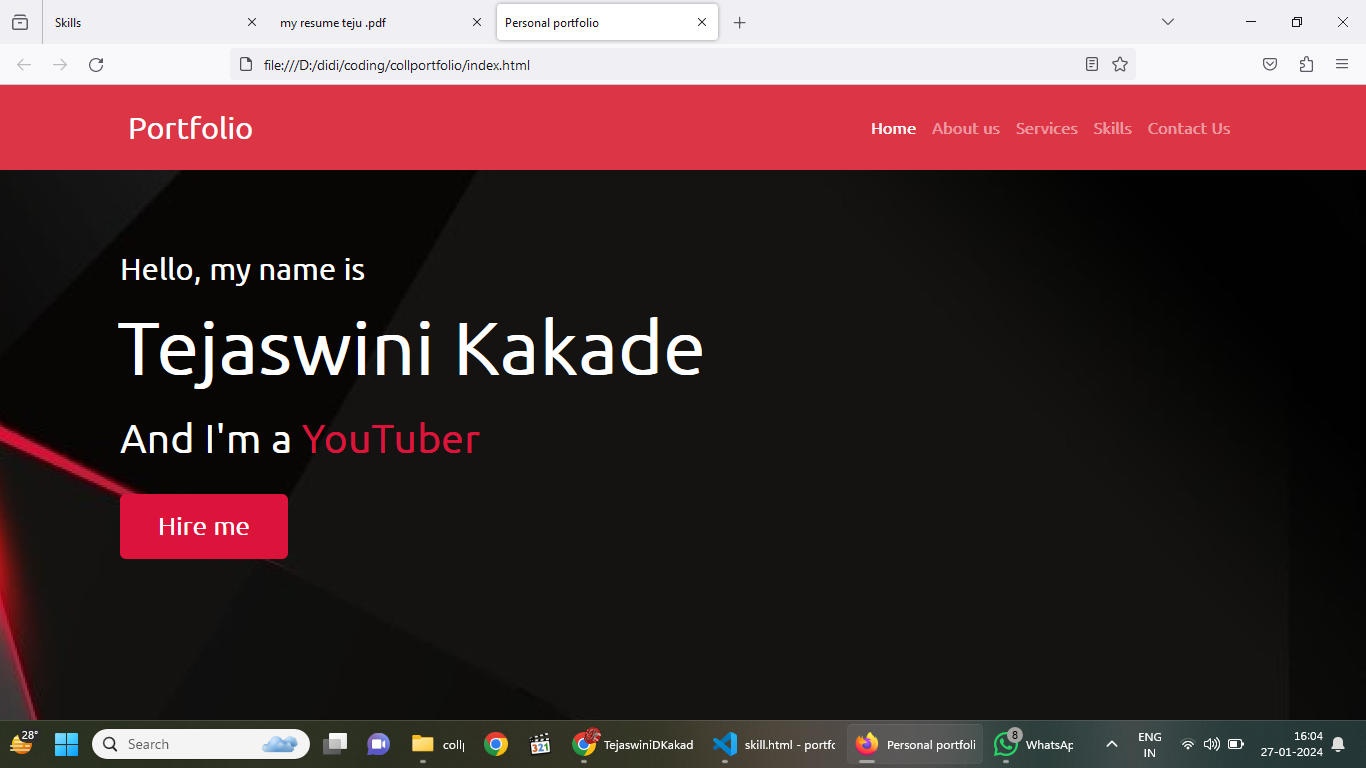 Skills
my resume teju .pdf
Personal portfolio
file:///D:/didi/coding/collportfolio/index.html
Portfolio
Home
About us
Services
Skills
Contact Us
Hello, my name is
Tejaswini Kakade
And I'm a YouTuber
Hire me
28°
Search
321
TejaswiniDKakad
skill.html - portfo
Personal portfoli
8
WhatsAp
ENG
IN
16:04
27-01-2024